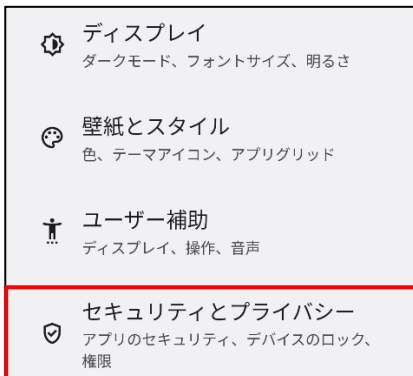 ディスプレイ
ダークモード、フォントサイズ、明るさ
壁紙とスタイル
色、テーマアイコン、アプリグリッド
ユーザー補助
ディスプレイ、操作、音声
セキュリティとプライバシー
アプリのセキュリティ、デバイスのロック、
権限